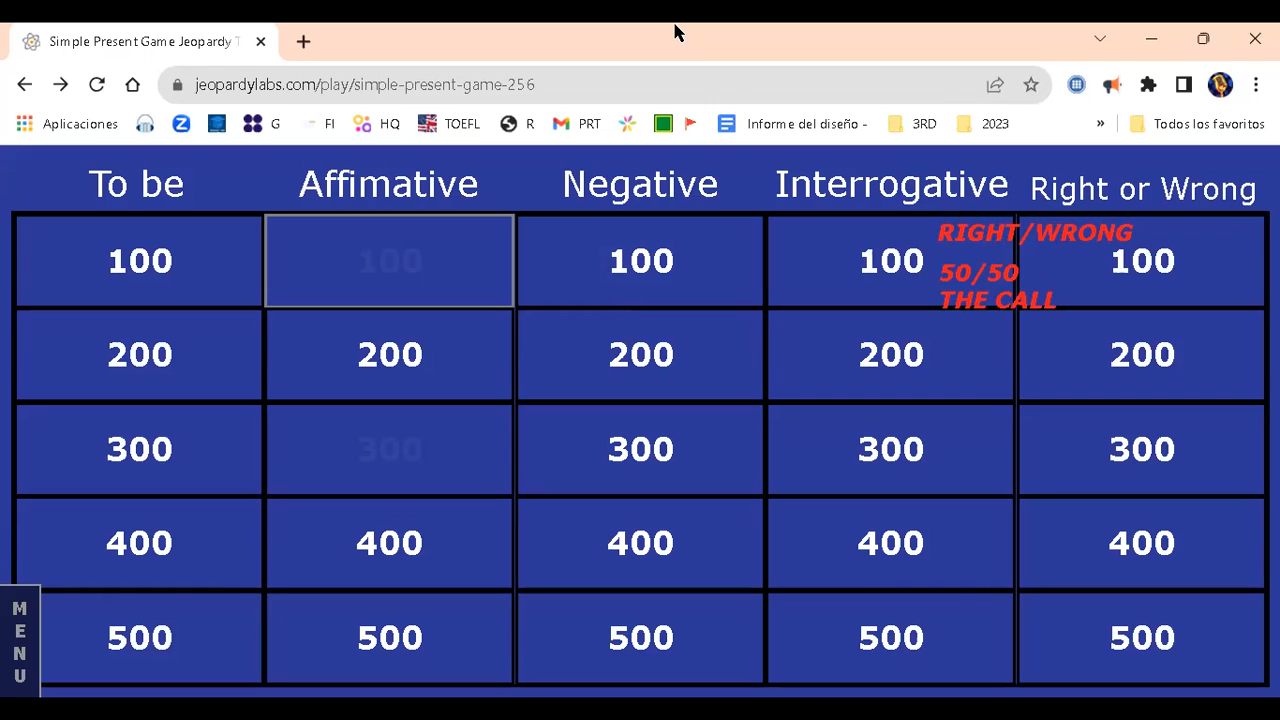 Simple Present Game Jeopardy T
jeopardylabs.com/play/simple-present-game-256
Aplicaciones G FI HQ TOEFL R PRT Informe del diseño - 3RD 2023 » Todos los favoritos
To be Affimative Negative Interrogative Right or Wrong
RIGHT/WRONG
100 100 100 100 100
50/50
THE CALL
200 200 200 200 200
300 300 300 300 300
400 400 400 400 400
500 500 500 500 500
MENU